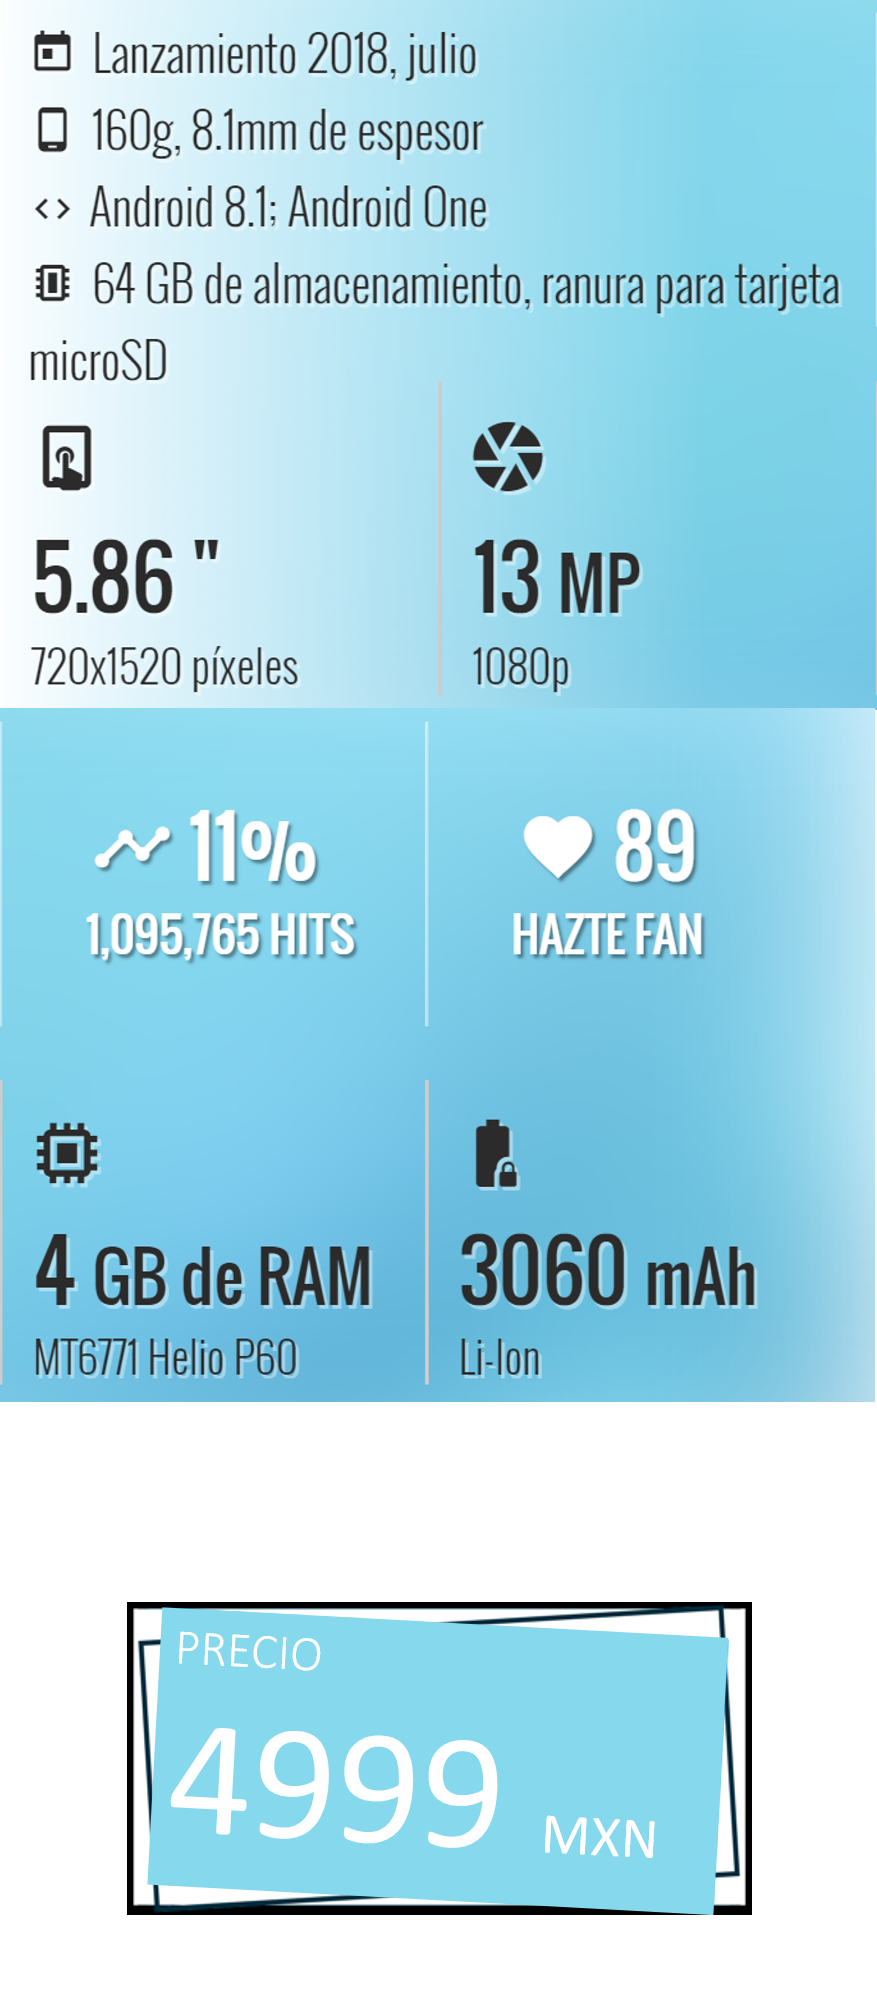 Lanzamiento 2018, julio
160g, 8.1mm de espesor
Android 8.1; Android One
64 GB de almacenamiento, ranura para tarjeta
microSD
5.86 "
720x1520 píxeles
13 MP
1080p
11%
1,095,765 HITS
89
HAZTE FAN
4 GB de RAM
MT6771 Helio P60
3060 mAh
Li-Ion
PRECIO
4999 MXN